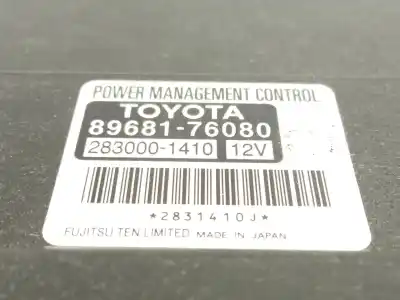 POWER MANAGEMENT CONTROL
TOYOTA
89681-76080
283000-1410 12V
*2831410J*
FUJITSU TEN LIMITED MADE IN JAPAN